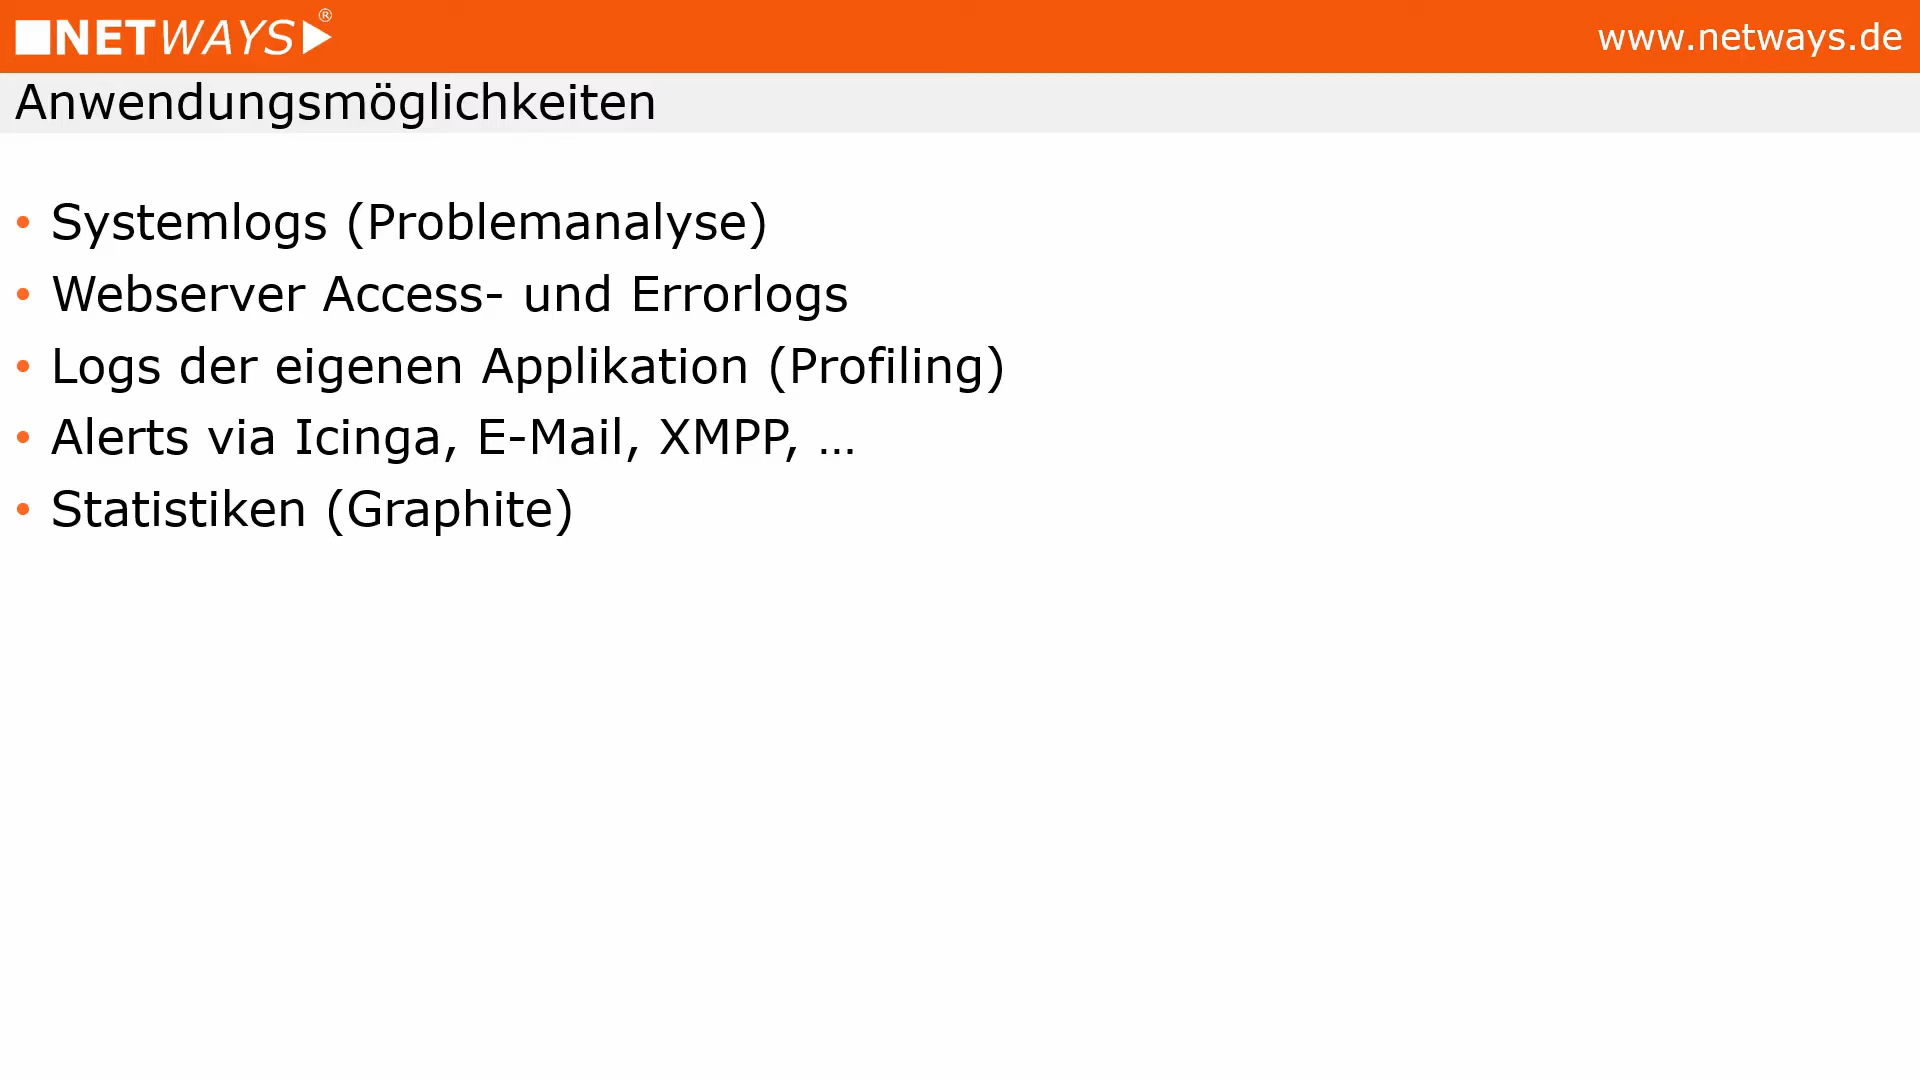 NETWAYS®
www.netways.de
Anwendungsmöglichkeiten
• Systemlogs (Problemanalyse)
• Webserver Access- und Errorlogs
• Logs der eigenen Applikation (Profiling)
• Alerts via Icinga, E-Mail, XMPP, …
• Statistiken (Graphite)